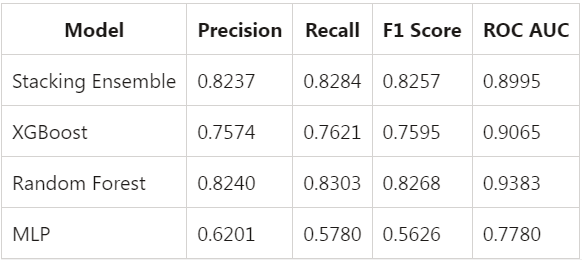 Model Precision Recall F1 Score ROC AUC
Stacking Ensemble 0.8237 0.8284 0.8257 0.8995
XGBoost 0.7574 0.7621 0.7595 0.9065
Random Forest 0.8240 0.8303 0.8268 0.9383
MLP 0.6201 0.5780 0.5626 0.7780